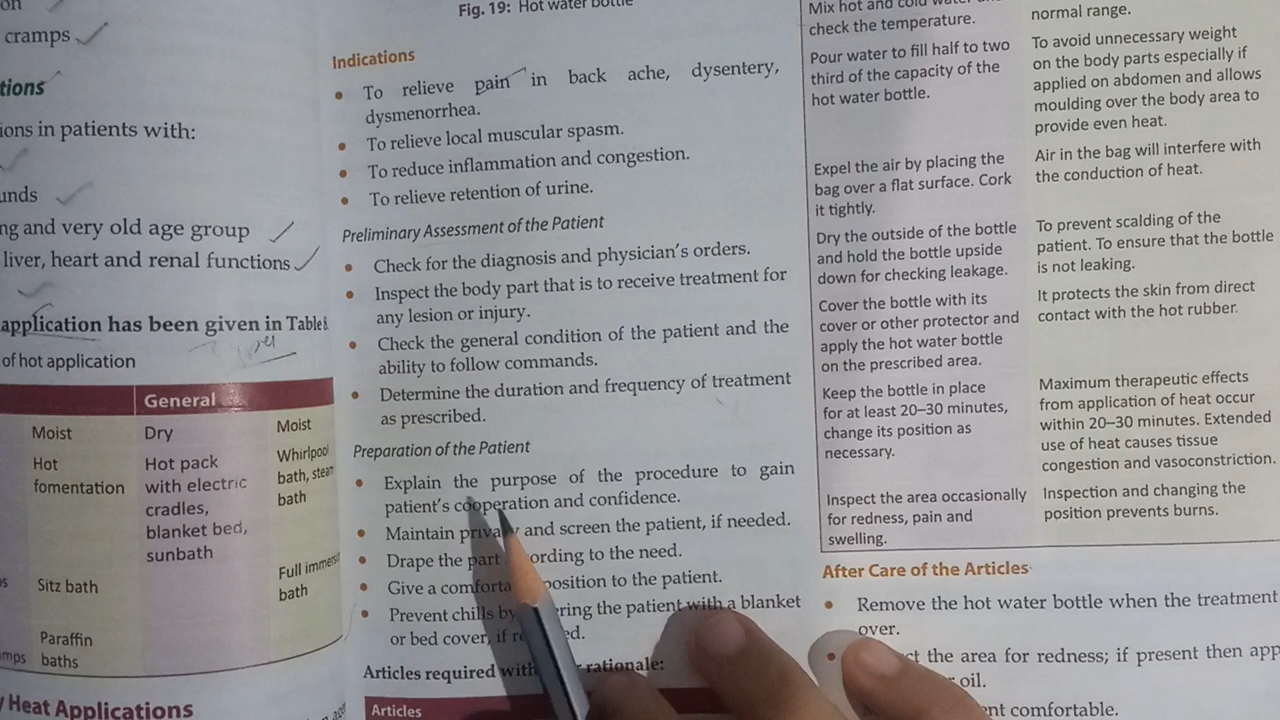 cramps
tions
ions in patients with:
unds
ng and very old age group
liver, heart and renal functions
application has been given in Table 8
of hot application
General
Moist
Dry
Moist
Hot
fomentation
Hot pack
with electric
cradles,
blanket bed,
sunbath
Whirlpool
bath, steam
bath
Sitz bath
Full immersi
bath
Paraffin
baths
mps
Heat Applications
Fig. 19: Hot water bottle
Indications
• To relieve pain in back ache, dysentery,
dysmenorrhea.
• To relieve local muscular spasm.
• To reduce inflammation and congestion.
• To relieve retention of urine.
Preliminary Assessment of the Patient
• Check for the diagnosis and physician's orders.
• Inspect the body part that is to receive treatment for
any lesion or injury.
• Check the general condition of the patient and the
ability to follow commands.
• Determine the duration and frequency of treatment
as prescribed.
Preparation of the Patient
• Explain the purpose of the procedure to gain
patient's cooperation and confidence.
• Maintain privacy and screen the patient, if needed.
• Drape the part ording to the need.
• Give a comforta position to the patient.
• Prevent chills by ering the patient with a blanket
or bed cover, if re ed.
Articles required with rationale:
Articles
Mix hot and cold water
check the temperature.
normal range.
Pour water to fill half to two
third of the capacity of the
hot water bottle.
To avoid unnecessary weight
on the body parts especially if
applied on abdomen and allows
moulding over the body area to
provide even heat.
Expel the air by placing the
bag over a flat surface. Cork
it tightly.
Air in the bag will interfere with
the conduction of heat.
Dry the outside of the bottle
and hold the bottle upside
down for checking leakage.
To prevent scalding of the
patient. To ensure that the bottle
is not leaking.
Cover the bottle with its
cover or other protector and
apply the hot water bottle
on the prescribed area.
It protects the skin from direct
contact with the hot rubber.
Keep the bottle in place
for at least 20–30 minutes,
change its position as
necessary.
Maximum therapeutic effects
from application of heat occur
within 20–30 minutes. Extended
use of heat causes tissue
congestion and vasoconstriction.
Inspect the area occasionally
for redness, pain and
swelling.
Inspection and changing the
position prevents burns.
After Care of the Articles
• Remove the hot water bottle when the treatment
over.
• ct the area for redness; if present then app
oil.
nt comfortable.